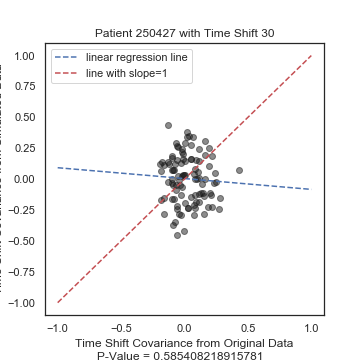 Patient 250427 with Time Shift 30
linear regression line
line with slope=1
1.00
0.75
0.50
0.25
0.00
−0.25
−0.50
−0.75
−1.00
−1.0
−0.5
0.0
0.5
1.0
Time Shift Covariance from Original Data
P-Value = 0.585408218915781